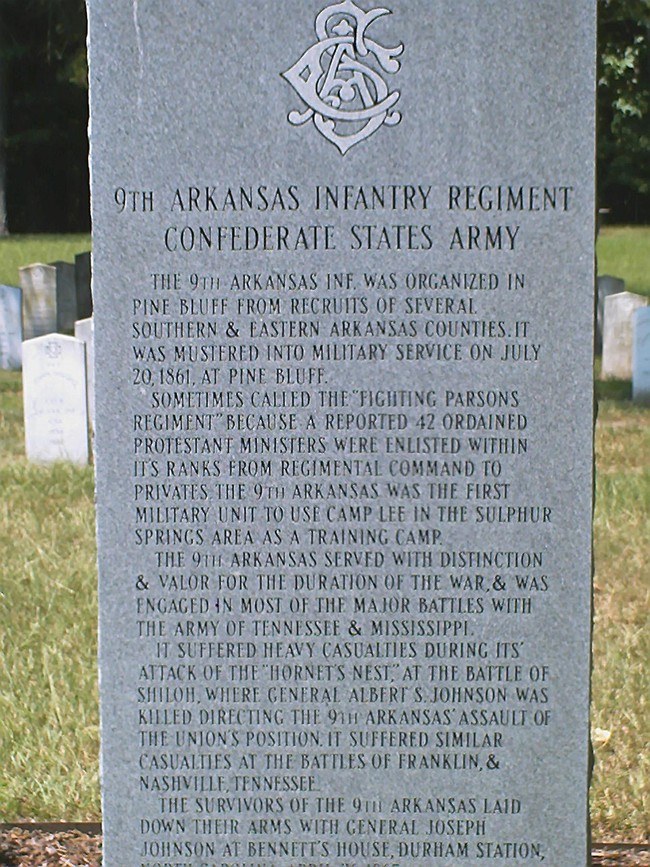 9TH ARKANSAS INFANTRY REGIMENT
CONFEDERATE STATES ARMY
THE 9TH ARKANSAS INF. WAS ORGANIZED IN
PINE BLUFF FROM RECRUITS OF SEVERAL
SOUTHERN & EASTERN ARKANSAS COUNTIES. IT
WAS MUSTERED INTO MILITARY SERVICE ON JULY
20, 1861, AT PINE BLUFF.
SOMETIMES CALLED THE "FIGHTING PARSONS
REGIMENT" BECAUSE A REPORTED 42 ORDAINED
PROTESTANT MINISTERS WERE ENLISTED WITHIN
IT'S RANKS FROM REGIMENTAL COMMAND TO
PRIVATES. THE 9TH ARKANSAS WAS THE FIRST
MILITARY UNIT TO USE CAMP LEE IN THE SULPHUR
SPRINGS AREA AS A TRAINING CAMP.
THE 9TH ARKANSAS SERVED WITH DISTINCTION
& VALOR FOR THE DURATION OF THE WAR, & WAS
ENGAGED IN MOST OF THE MAJOR BATTLES WITH
THE ARMY OF TENNESSEE & MISSISSIPPI.
IT SUFFERED HEAVY CASUALTIES DURING ITS'
ATTACK OF THE "HORNET'S NEST," AT THE BATTLE OF
SHILOH, WHERE GENERAL ALBERT S. JOHNSON WAS
KILLED DIRECTING THE 9TH ARKANSAS' ASSAULT OF
THE UNION'S POSITION. IT SUFFERED SIMILAR
CASUALTIES AT THE BATTLES OF FRANKLIN, &
NASHVILLE, TENNESSEE.
THE SURVIVORS OF THE 9TH ARKANSAS LAID
DOWN THEIR ARMS WITH GENERAL JOSEPH
JOHNSON AT BENNETT'S HOUSE, DURHAM STATION,
NORTH CAROLINA, APRIL 26, 1865.